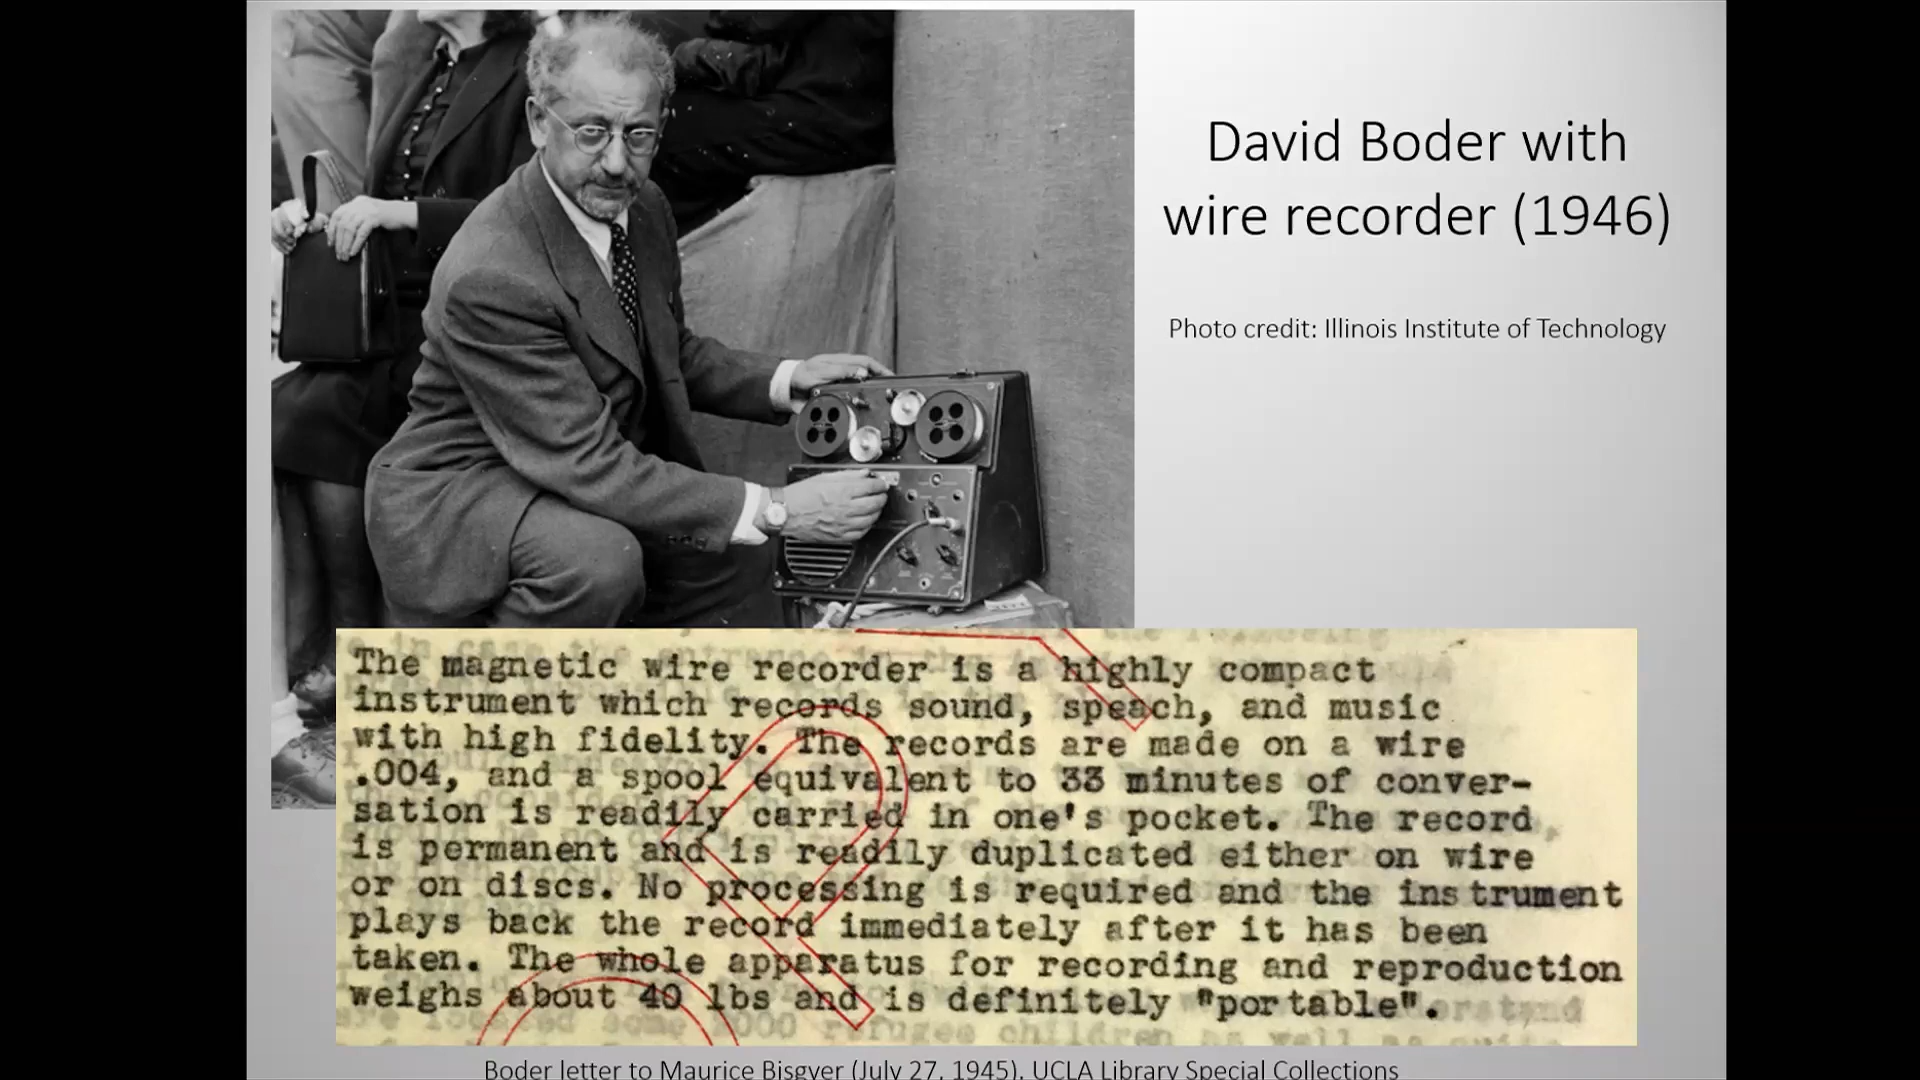 David Boder with
wire recorder (1946)
Photo credit: Illinois Institute of Technology
The magnetic wire recorder is a highly compact
instrument which records sound, speach, and music
with high fidelity. The records are made on a wire
.004, and a spool equivalent to 33 minutes of conver-
sation is readily carried in one's pocket. The record
is permanent and is readily duplicated either on wire
or on discs. No processing is required and the instrument
plays back the record immediately after it has been
taken. The whole apparatus for recording and reproduction
weighs about 40 lbs and is definitely "portable".
Boder letter to Maurice Bisgyer (July 27, 1945), UCLA Library Special Collections